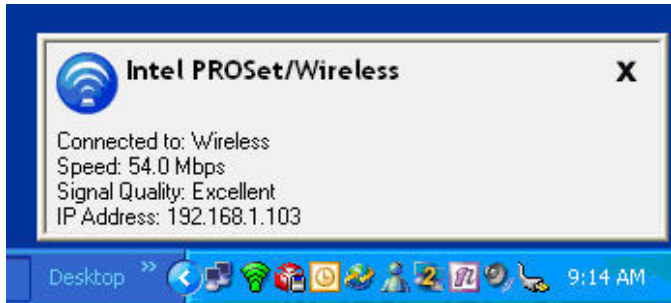 Intel PROSet/Wireless X
Connected to: Wireless
Speed: 54.0 Mbps
Signal Quality: Excellent
IP Address: 192.168.1.103
Desktop » 9:14 AM